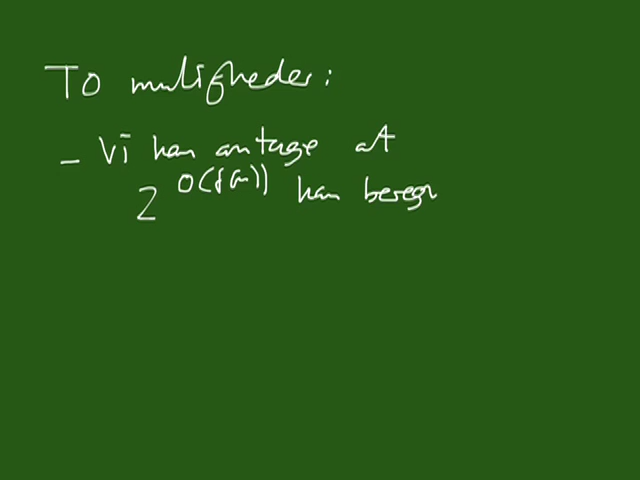 To muligheder:
- Vi kan antage at
2^O(f(n)) kan beregn